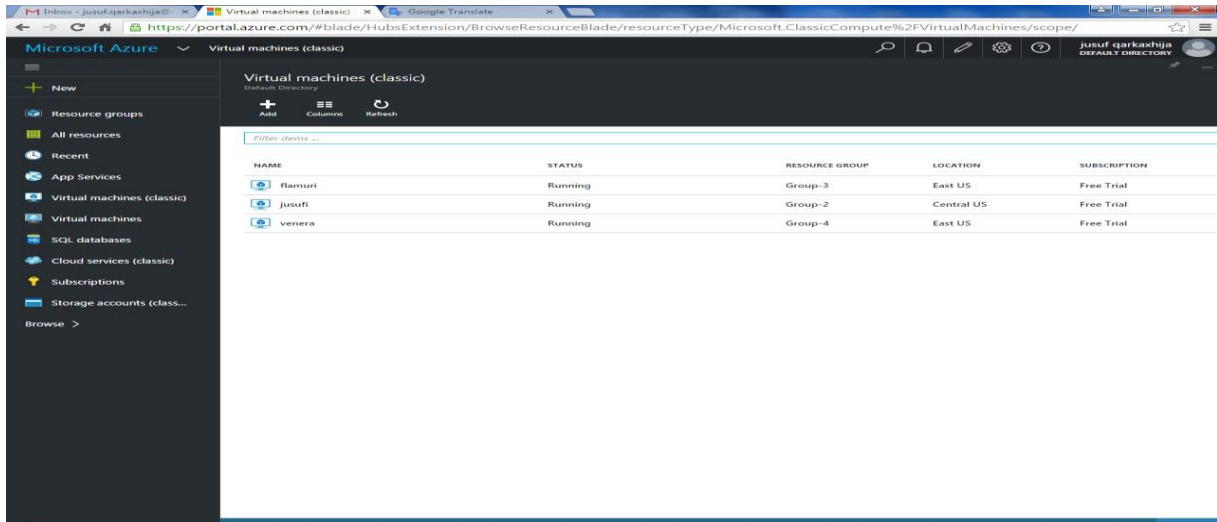 Inbox - jusuf.qarkaxhija@ Virtual machines (classic) Google Translate
https://portal.azure.com/#blade/HubsExtension/BrowseResourceBlade/resourceType/Microsoft.ClassicCompute%2FVirtualMachines/scope/
Microsoft Azure Virtual machines (classic) jusuf qarkaxhija
DEFAULT DIRECTORY
New
Resource groups
All resources
Recent
App Services
Virtual machines (classic)
Virtual machines
SQL databases
Cloud services (classic)
Subscriptions
Storage accounts (class...
Browse >
Virtual machines (classic)
Default Directory
Add Columns Refresh
Filter items ...
NAME STATUS RESOURCE GROUP LOCATION SUBSCRIPTION
flamuri Running Group-3 East US Free Trial
jusufi Running Group-2 Central US Free Trial
venera Running Group-4 East US Free Trial